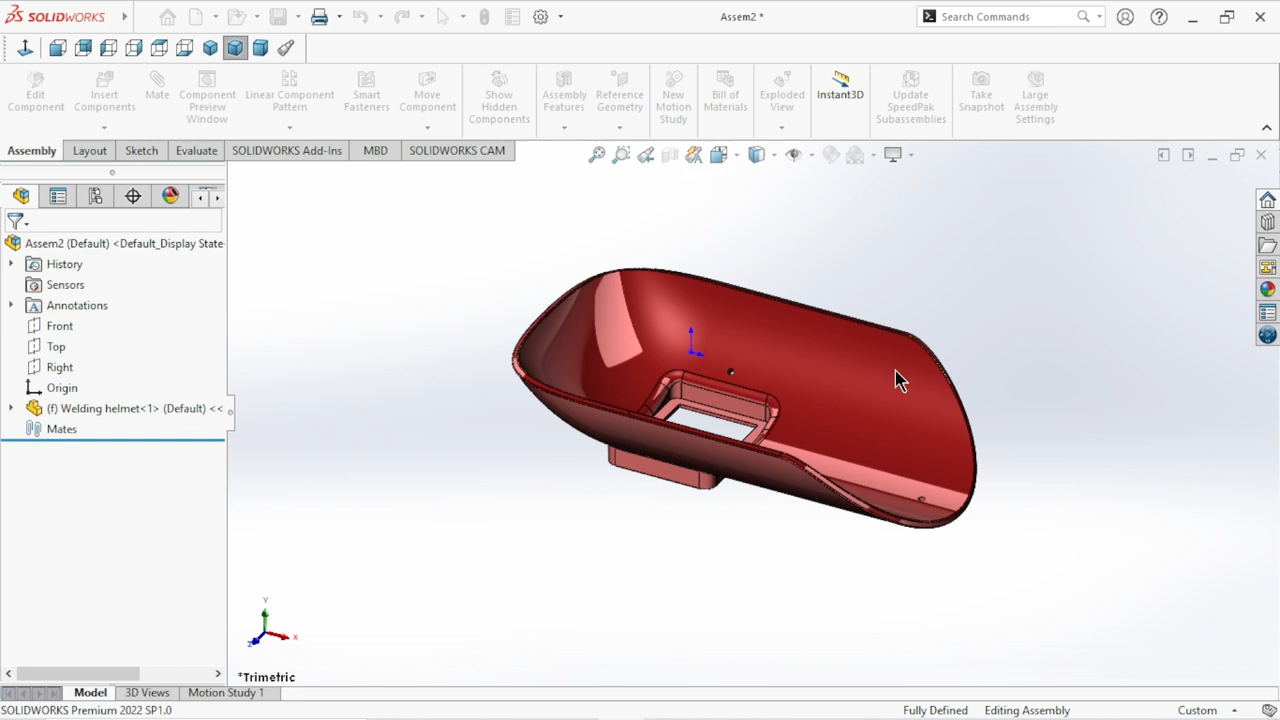 SOLIDWORKS
Assem2 *
Search Commands
Edit Component
Insert Components
Mate
Component Preview Window
Linear Component Pattern
Smart Fasteners
Move Component
Show Hidden Components
Assembly Features
Reference Geometry
New Motion Study
Bill of Materials
Exploded View
Instant3D
Update SpeedPak Subassemblies
Take Snapshot
Large Assembly Settings
Assembly
Layout
Sketch
Evaluate
SOLIDWORKS Add-Ins
MBD
SOLIDWORKS CAM
Assem2 (Default) <Default_Display State
History
Sensors
Annotations
Front
Top
Right
Origin
(f) Welding helmet<1> (Default) <<
Mates
Y
X
Z
*Trimetric
Model
3D Views
Motion Study 1
SOLIDWORKS Premium 2022 SP1.0
Fully Defined
Editing Assembly
Custom